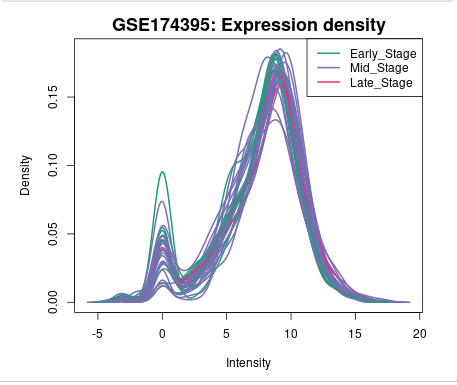 GSE174395: Expression density
Early_Stage
Mid_Stage
Late_Stage
Density
0.15
0.10
0.05
0.00
-5 0 5 10 15 20
Intensity